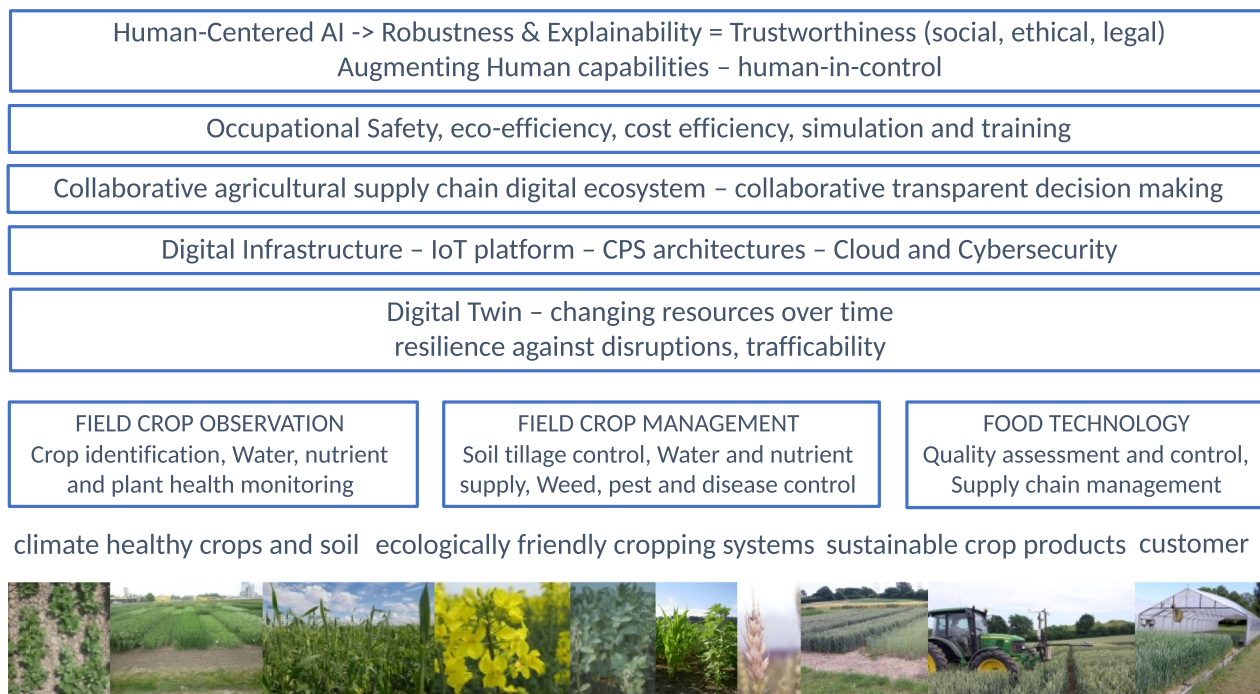 Human-Centered AI -> Robustness & Explainability = Trustworthiness (social, ethical, legal)
Augmenting Human capabilities – human-in-control
Occupational Safety, eco-efficiency, cost efficiency, simulation and training
Collaborative agricultural supply chain digital ecosystem – collaborative transparent decision making
Digital Infrastructure – IoT platform – CPS architectures – Cloud and Cybersecurity
Digital Twin – changing resources over time
resilience against disruptions, trafficability
FIELD CROP OBSERVATION
Crop identification, Water, nutrient
and plant health monitoring
FIELD CROP MANAGEMENT
Soil tillage control, Water and nutrient
supply, Weed, pest and disease control
FOOD TECHNOLOGY
Quality assessment and control,
Supply chain management
climate healthy crops and soil ecologically friendly cropping systems sustainable crop products customer